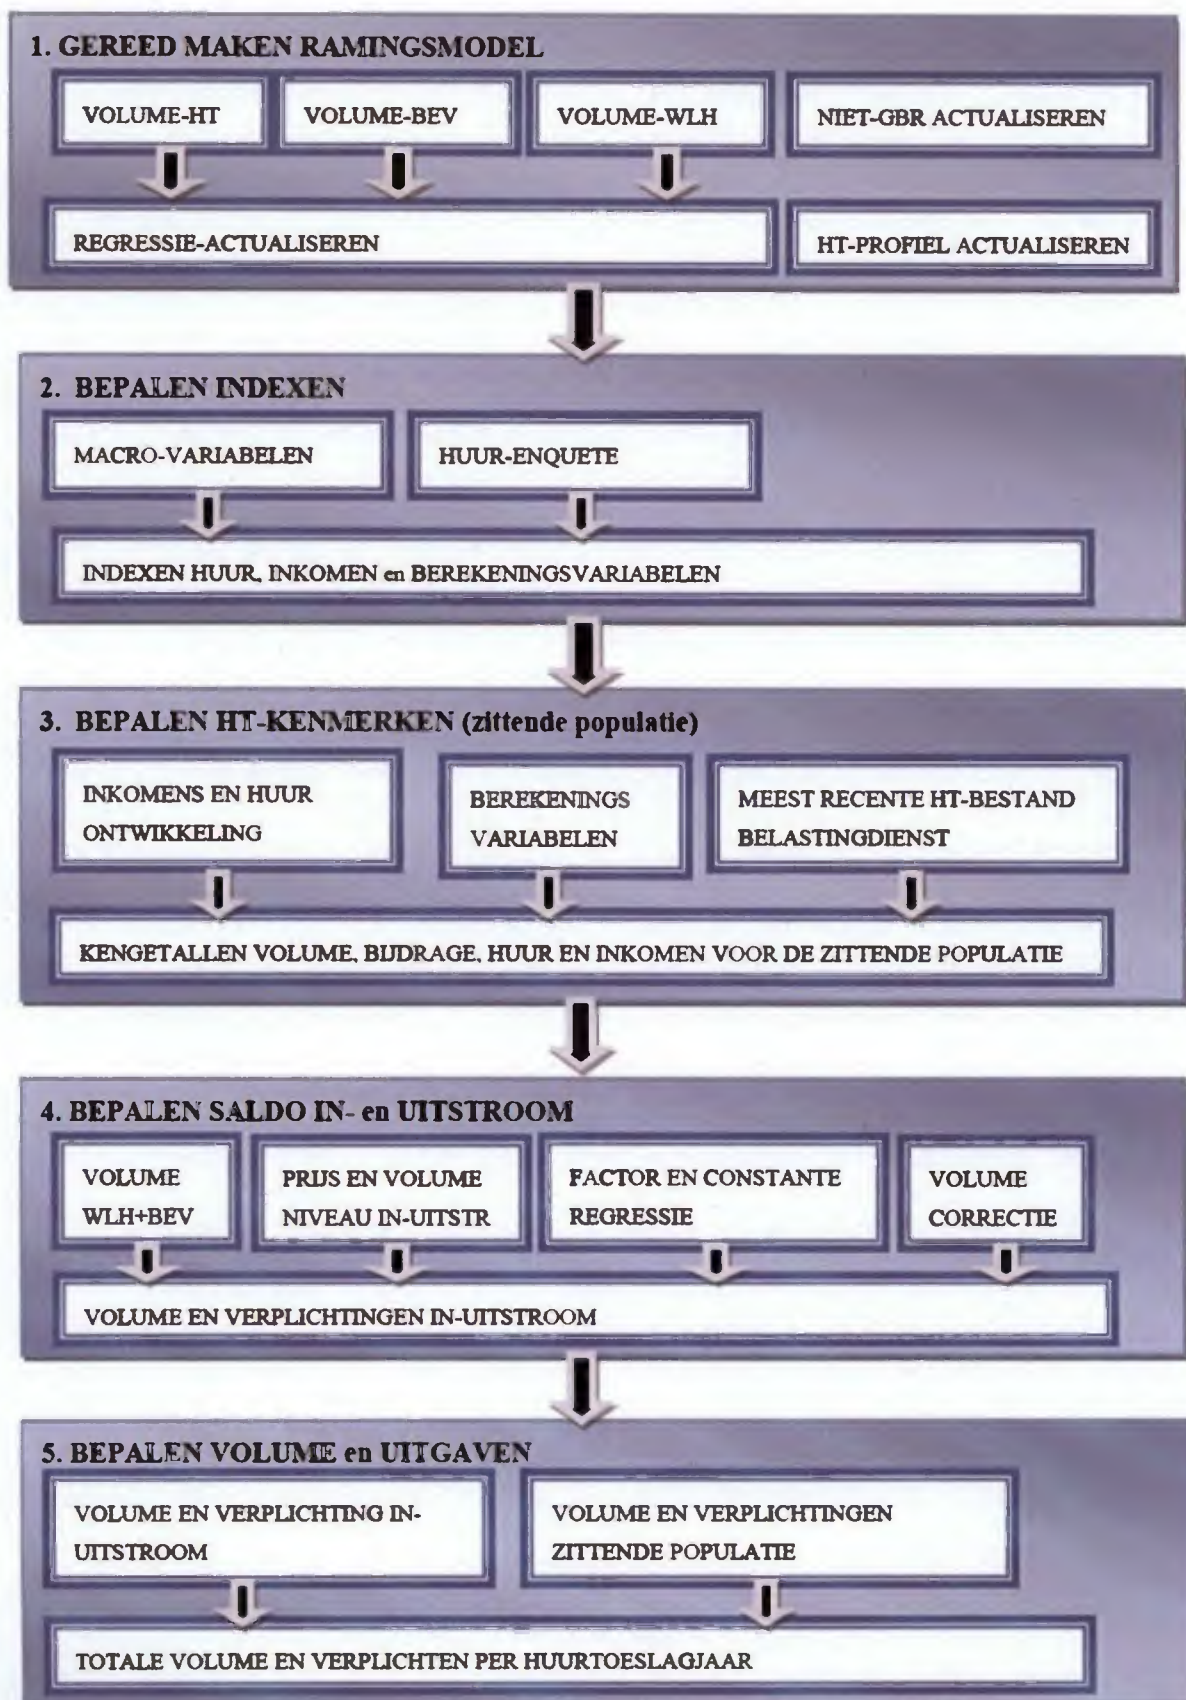 1. GEREED MAKEN RAMINGSMODEL
VOLUME-HT
VOLUME-BEV
VOLUME-WLH
NIET-GBR ACTUALISEREN
REGRESSIE-ACTUALISEREN
HT-PROFIEL ACTUALISEREN
2. BEPALEN INDEXEN
MACRO-VARIABELEN
HUUR-ENQUETE
INDEXEN HUUR, INKOMEN en BEREKENINGSVARIABELEN
3. BEPALEN HT-KENMERKEN (zittende populatie)
INKOMENS EN HUUR
ONTWIKKELING
BEREKENINGS
VARIABELEN
MEEST RECENTE HT-BESTAND
BELASTINGDIENST
KENGETALLEN VOLUME, BIJDRAGE, HUUR EN INKOMEN VOOR DE ZITTENDE POPULATIE
4. BEPALEN SALDO IN- en UITSTROOM
VOLUME
WLH+BEV
PRIJS EN VOLUME
NIVEAU IN-UITSTR
FACTOR EN CONSTANTE
REGRESSIE
VOLUME
CORRECTIE
VOLUME EN VERPLICHTINGEN IN-UITSTROOM
5. BEPALEN VOLUME en UITGAVEN
VOLUME EN VERPLICHTING IN-
UITSTROOM
VOLUME EN VERPLICHTINGEN
ZITTENDE POPULATIE
TOTALE VOLUME EN VERPLICHTEN PER HUURTOESLAGJAAR